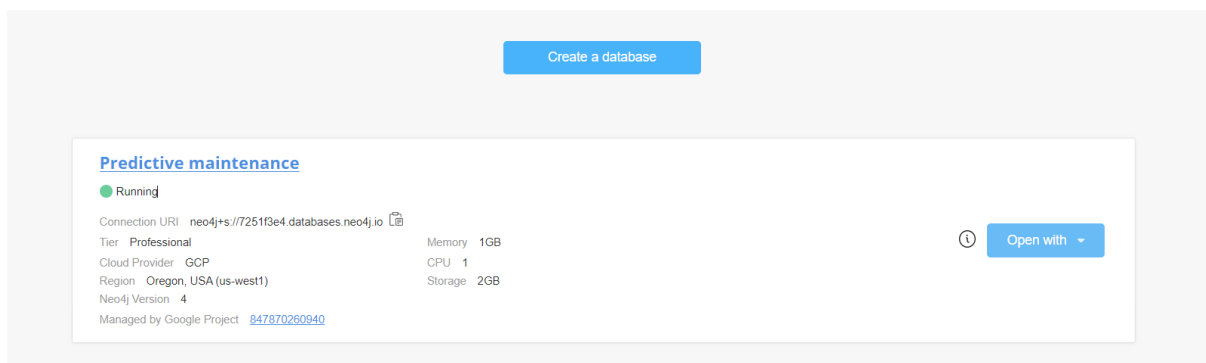 Create a database
Predictive maintenance
Running
Connection URI neo4j+s://7251f3e4.databases.neo4j.io
Tier Professional Memory 1GB
Cloud Provider GCP CPU 1
Region Oregon, USA (us-west1) Storage 2GB
Neo4j Version 4
Managed by Google Project 847870260940
Open with